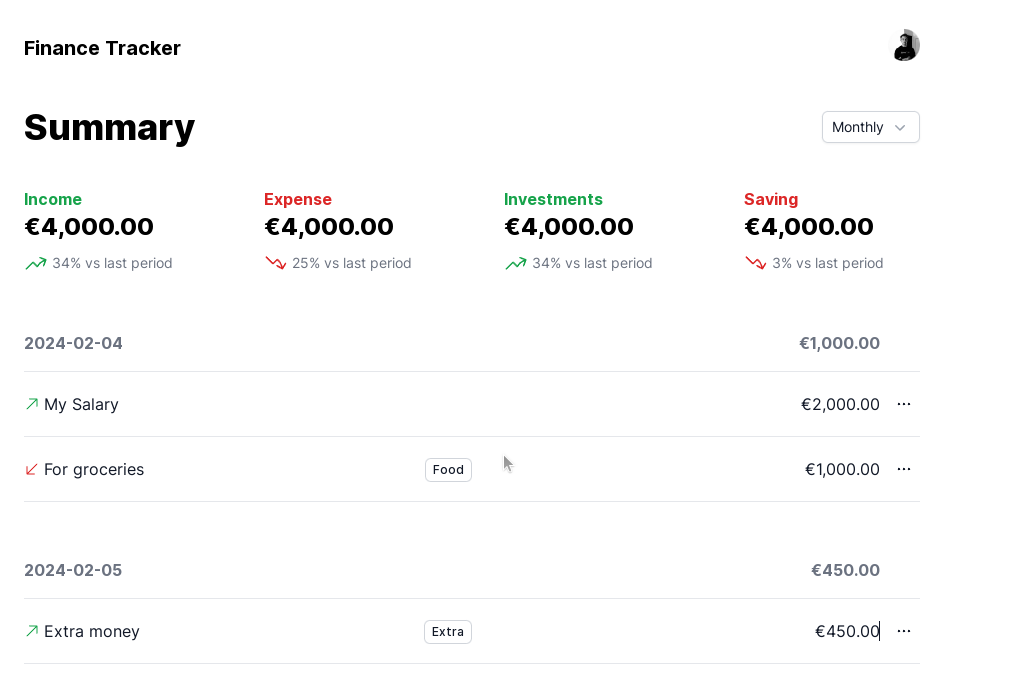 Finance Tracker
Summary
Monthly
Income Expense Investments Saving
€4,000.00 €4,000.00 €4,000.00 €4,000.00
34% vs last period 25% vs last period 34% vs last period 3% vs last period
2024-02-04 €1,000.00
My Salary €2,000.00 ...
For groceries Food €1,000.00 ...
2024-02-05 €450.00
Extra money Extra €450.00 ...